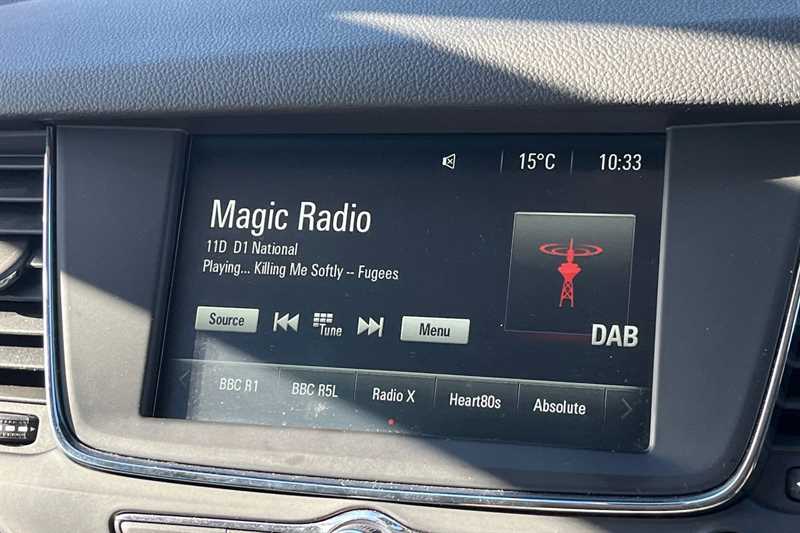 15°C 10:33
Magic Radio
11D D1 National
Playing... Killing Me Softly -- Fugees
DAB
Source Tune Menu
BBC R1 BBC R5L Radio X Heart80s Absolute